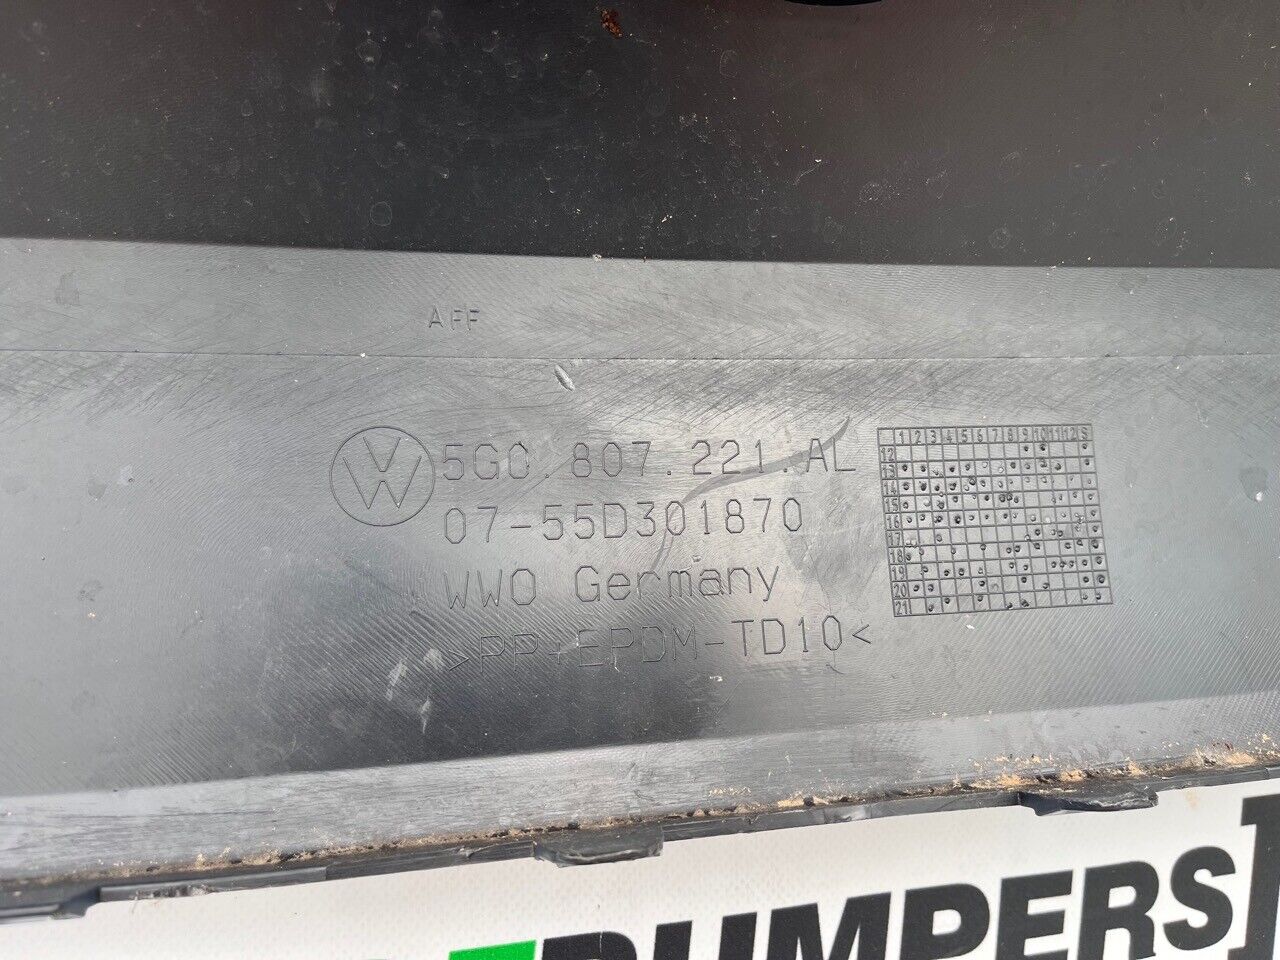 AFF
5G0.807.221.AL
07-55D301870
WWO Germany
>PP+EPDM-TD10<
1 2 3 4 5 6 7 8 9 10 11 12 S
12
13
14
15
16
17
18
19
20
21
BUMPERS]